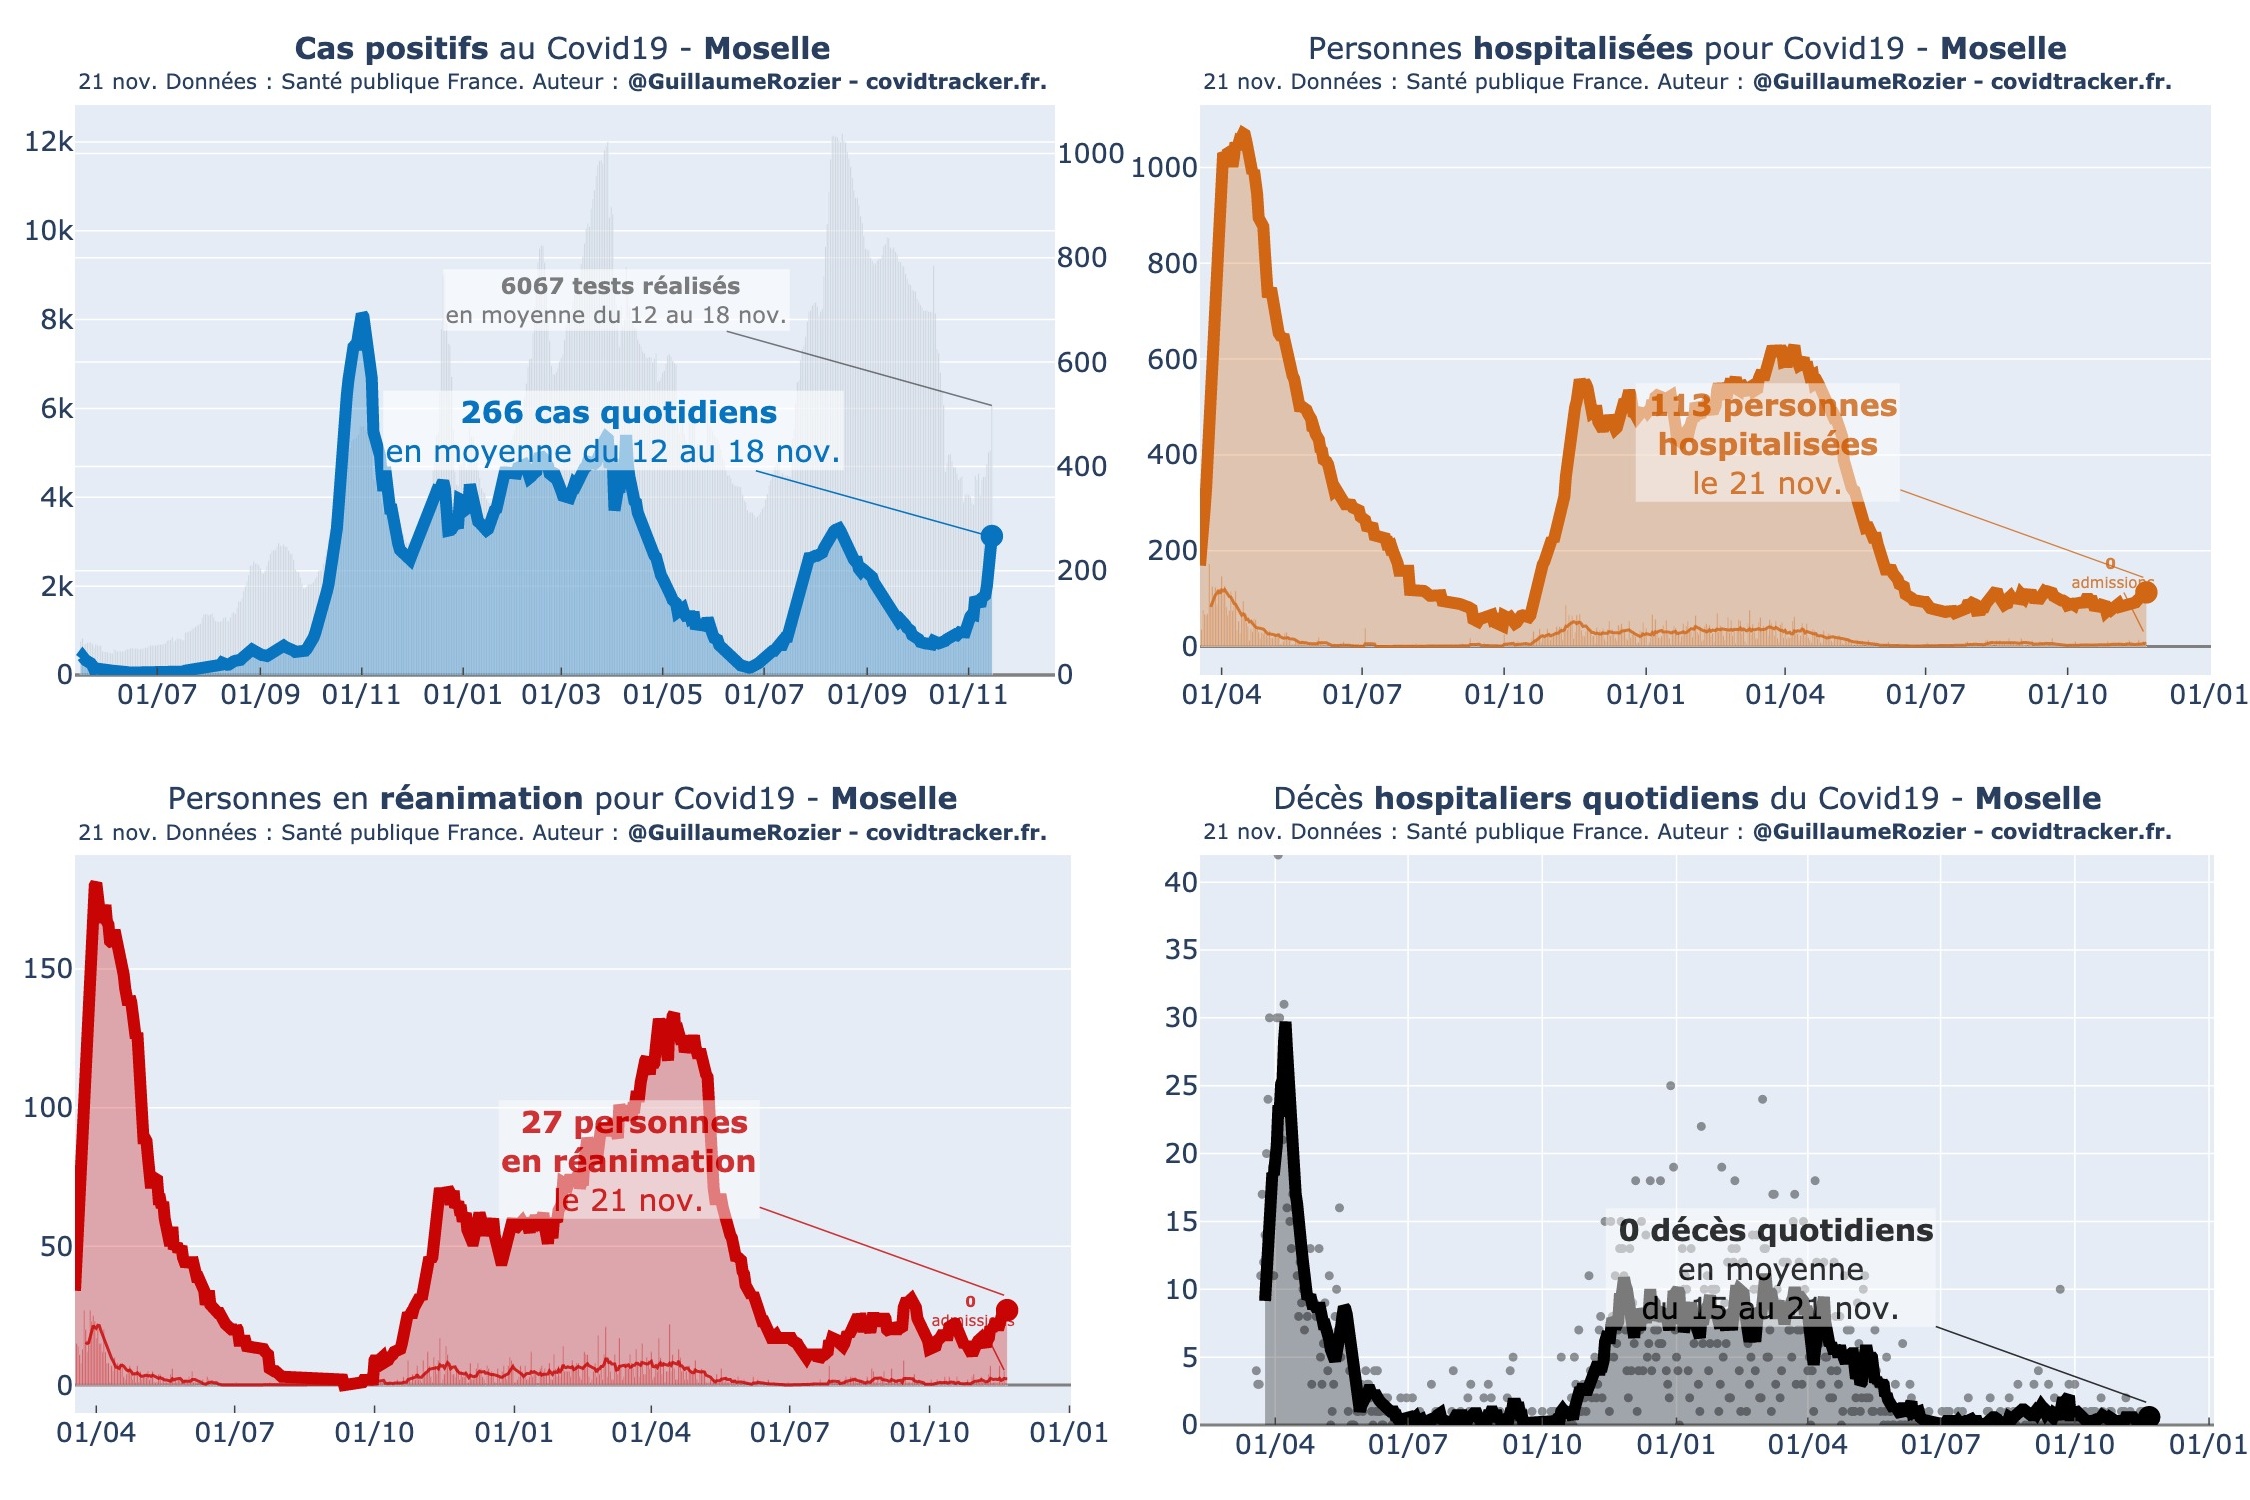 Cas positifs au Covid19 - Moselle
21 nov. Données : Santé publique France. Auteur : @GuillaumeRozier - covidtracker.fr.
12k
10k
8k
6k
4k
2k
0
1000
800
600
400
200
0
6067 tests réalisés
en moyenne du 12 au 18 nov.
266 cas quotidiens
en moyenne du 12 au 18 nov.
01/07 01/09 01/11 01/01 01/03 01/05 01/07 01/09 01/11
Personnes hospitalisées pour Covid19 - Moselle
21 nov. Données : Santé publique France. Auteur : @GuillaumeRozier - covidtracker.fr.
1000
800
600
400
200
0
113 personnes
hospitalisées
le 21 nov.
0
admissions
01/04 01/07 01/10 01/01 01/04 01/07 01/10 01/01
Personnes en réanimation pour Covid19 - Moselle
21 nov. Données : Santé publique France. Auteur : @GuillaumeRozier - covidtracker.fr.
150
100
50
0
27 personnes
en réanimation
le 21 nov.
0
admissions
01/04 01/07 01/10 01/01 01/04 01/07 01/10 01/01
Décès hospitaliers quotidiens du Covid19 - Moselle
21 nov. Données : Santé publique France. Auteur : @GuillaumeRozier - covidtracker.fr.
40
35
30
25
20
15
10
5
0
0 décès quotidiens
en moyenne
du 15 au 21 nov.
01/04 01/07 01/10 01/01 01/04 01/07 01/10 01/01